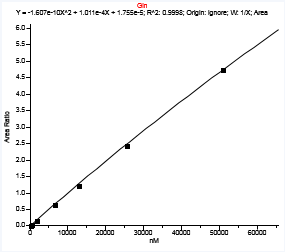 Gln
Y = -1.607e-10X^2 + 1.011e-4X + 1.755e-5; R^2: 0.9998; Origin: Ignore; W: 1/X; Area
6.0
5.5
5.0
4.5
4.0
3.5
3.0
2.5
2.0
1.5
1.0
0.5
0.0
Area Ratio
0 10000 20000 30000 40000 50000 60000
nM